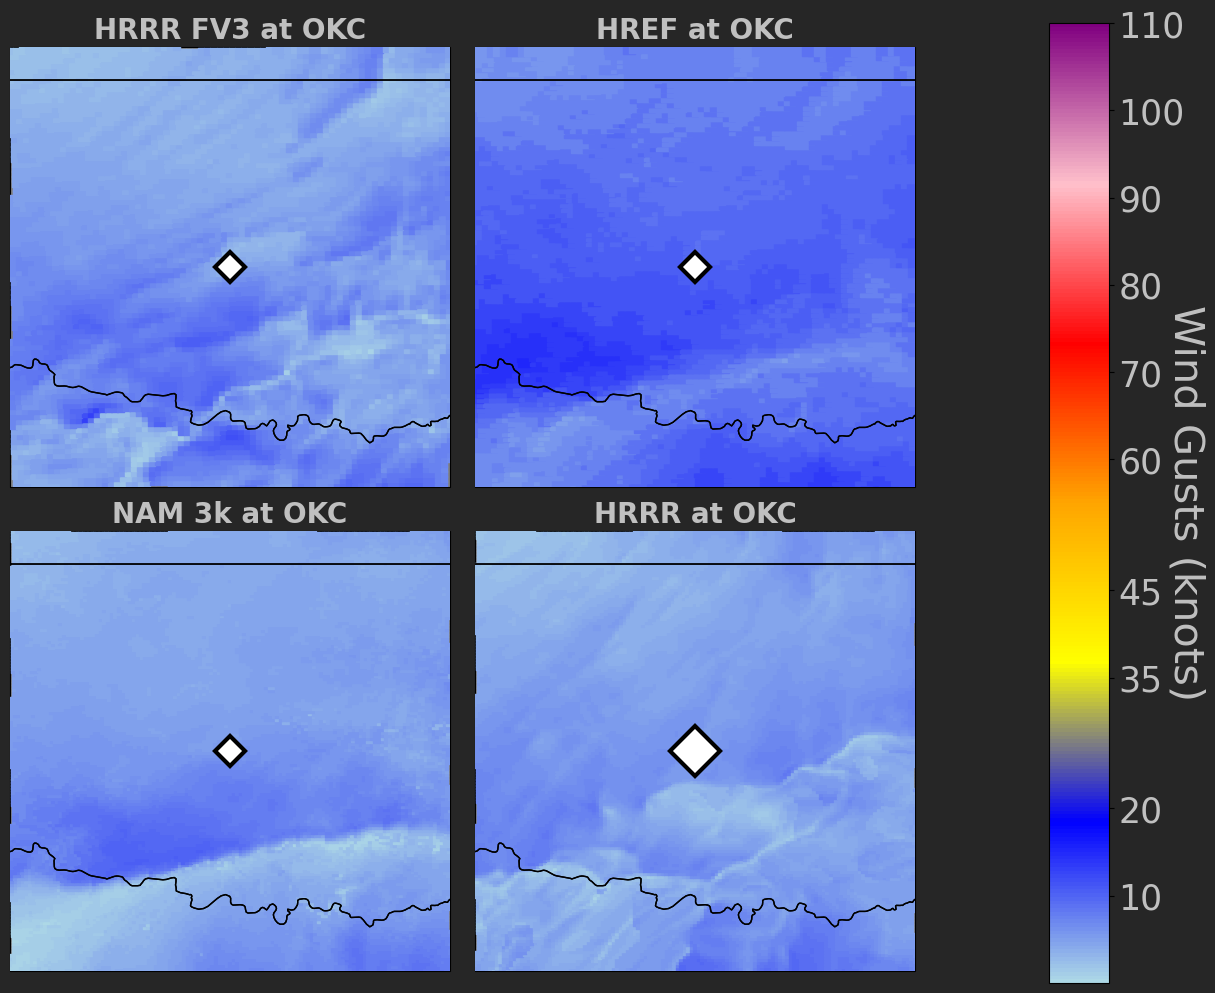 HRRR FV3 at OKC
HREF at OKC
NAM 3k at OKC
HRRR at OKC
110
100
90
80
70
60
45
35
20
10
Wind Gusts (knots)